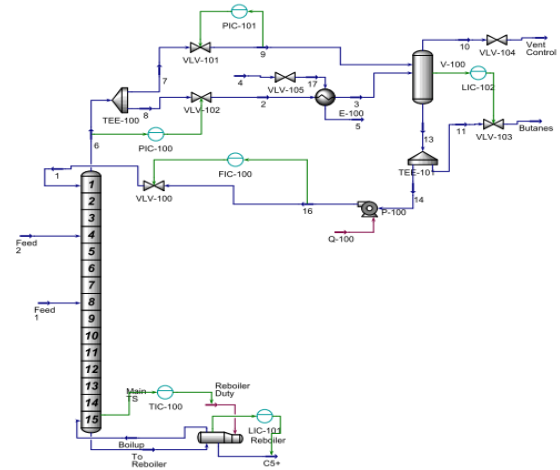 PIC-101
VLV-101
9
10
VLV-104
Vent
Control
7
4
17
VLV-105
V-100
LIC-102
TEE-100
8
VLV-102
2
E-100
3
5
11
VLV-103
Butanes
6
PIC-100
13
TEE-101
1
FIC-100
VLV-100
16
P-100
14
Q-100
1
2
3
4
5
6
7
8
9
10
11
12
13
14
15
Feed
2
Feed
1
Main
TS
TIC-100
Reboiler
Duty
LIC-101
Reboiler
Boilup
To
Reboiler
C5+